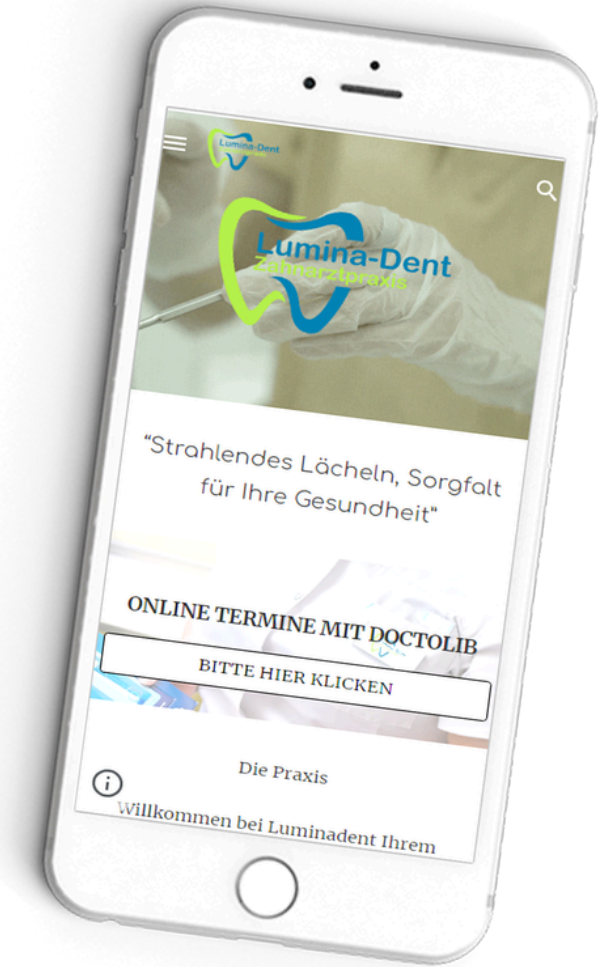 Lumina-Dent
Lumina-Dent
Zahnarztpraxis
“Strahlendes Lächeln, Sorgfalt
für Ihre Gesundheit”
ONLINE TERMINE MIT DOCTOLIB
BITTE HIER KLICKEN
Die Praxis
Willkommen bei Luminadent Ihrem